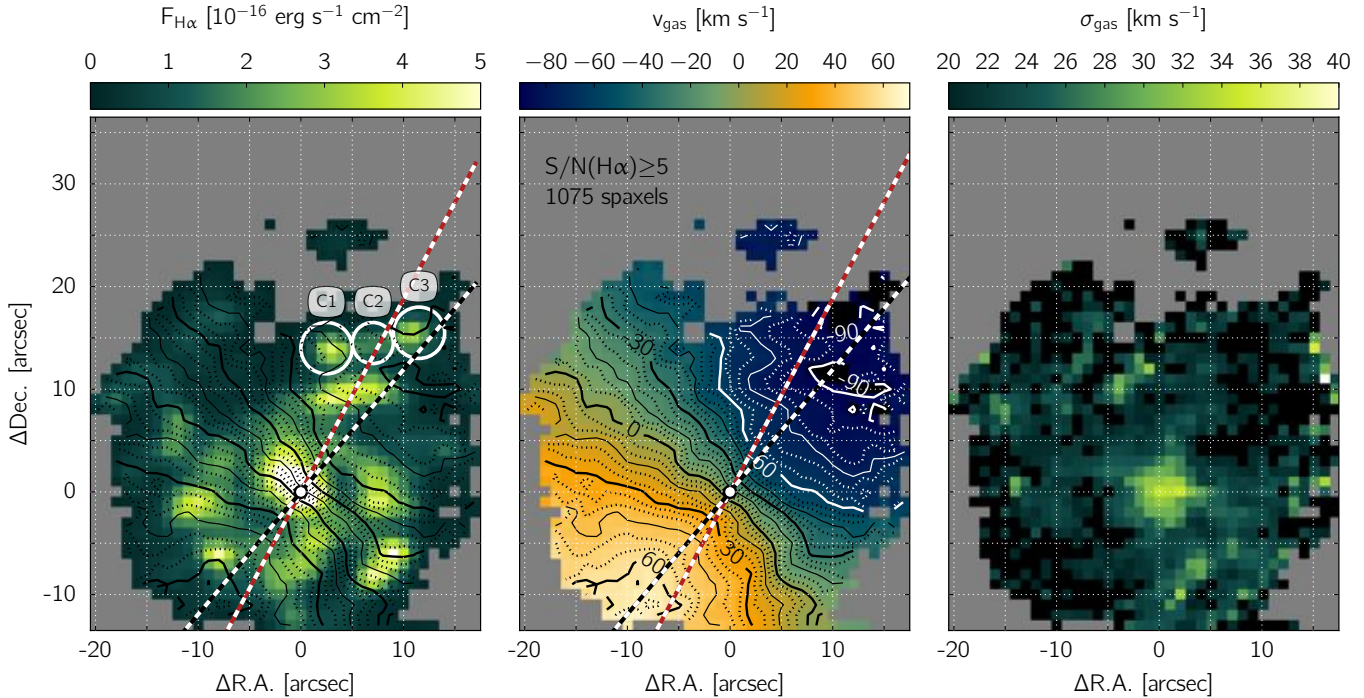 F_Hα [10⁻¹⁶ erg s⁻¹ cm⁻²]
0 1 2 3 4 5
C1 C2 C3
30
20
10
0
-10
ΔDec. [arcsec]
-20 -10 0 10
ΔR.A. [arcsec]
v_gas [km s⁻¹]
−80 −60 −40 −20 0 20 40 60
S/N(Hα)≥5
1075 spaxels
-90
-30
-90
0
-60
30
60
-20 -10 0 10
ΔR.A. [arcsec]
σ_gas [km s⁻¹]
20 22 24 26 28 30 32 34 36 38 40
-20 -10 0 10
ΔR.A. [arcsec]